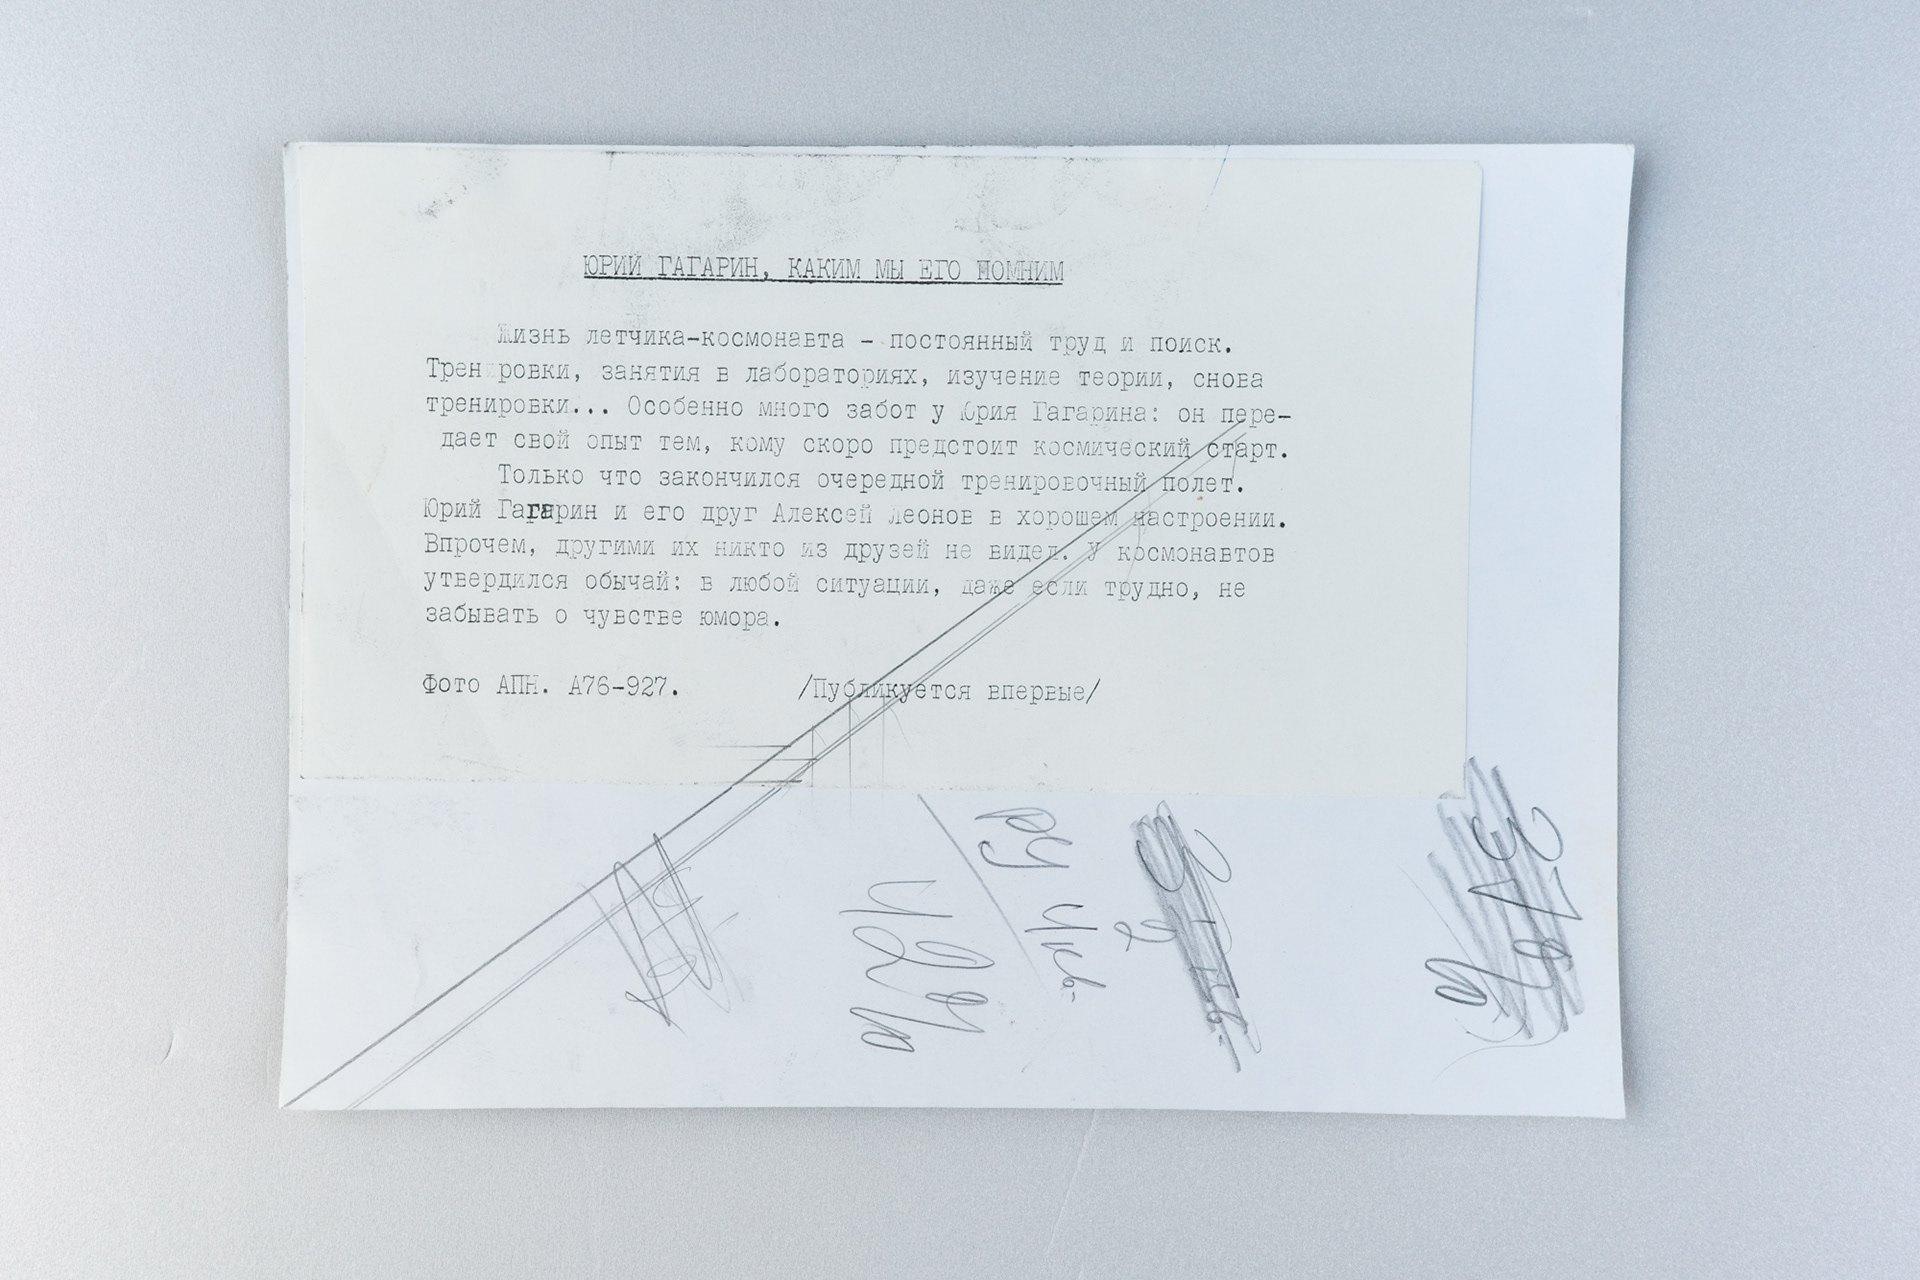 ЮРИЙ ГАГАРИН, КАКИМ МЫ ЕГО ПОМНИМ
Жизнь летчика-космонавта - постоянный труд и поиск.
Тренировки, занятия в лабораториях, изучение теории, снова
тренировки... Особенно много забот у Юрия Гагарина: он пере-
дает свой опыт тем, кому скоро предстоит космический старт.
Только что закончился очередной тренировочный полет.
Юрий Гагарин и его друг Алексей Леонов в хорошем настроении.
Впрочем, другими их никто из друзей не видел. У космонавтов
утвердился обычай: в любой ситуации, даже если трудно, не
забывать о чувстве юмора.
Фото АПН. А76-927. /Публикуется впервые/